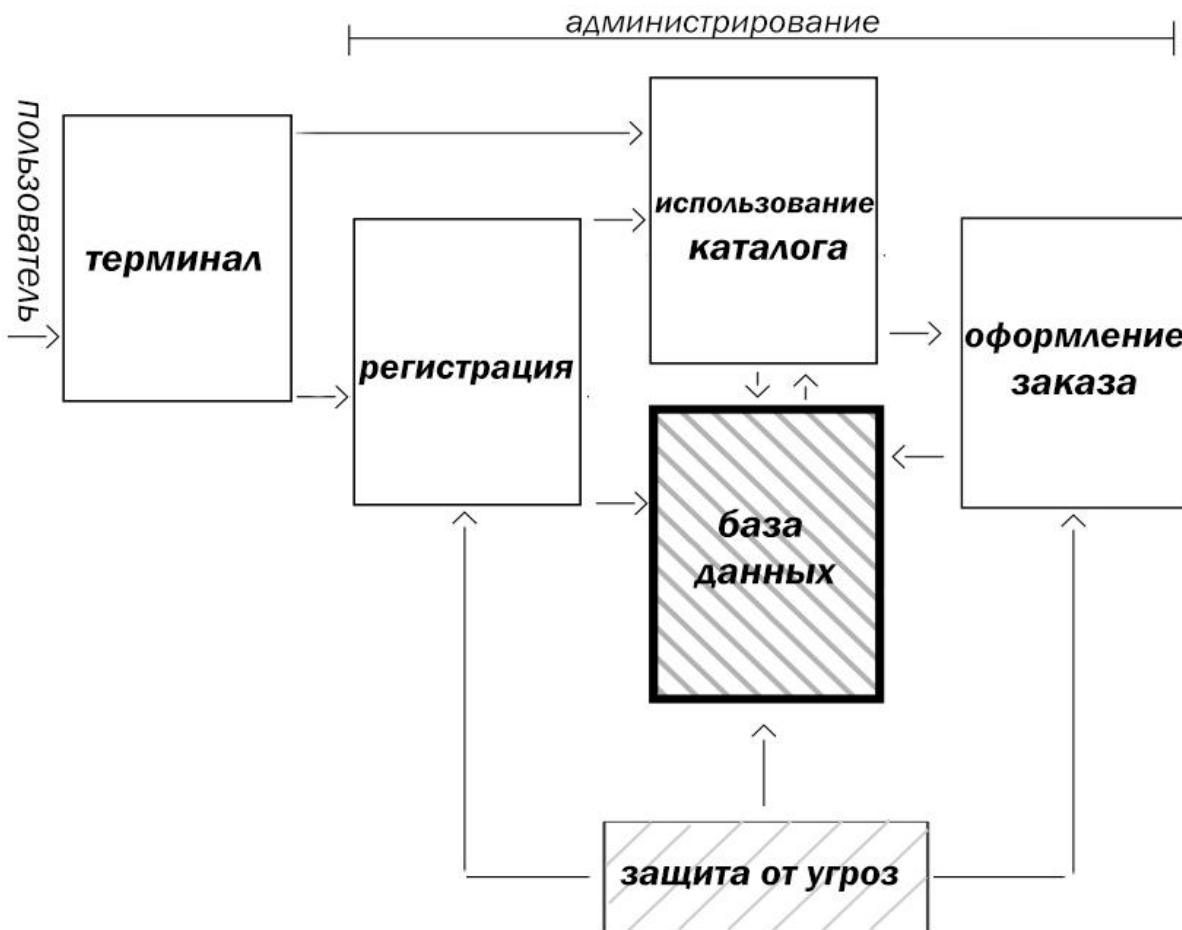 администрирование
пользователь
терминал
регистрация
использование
каталога
оформление
заказа
база
данных
защита от угроз